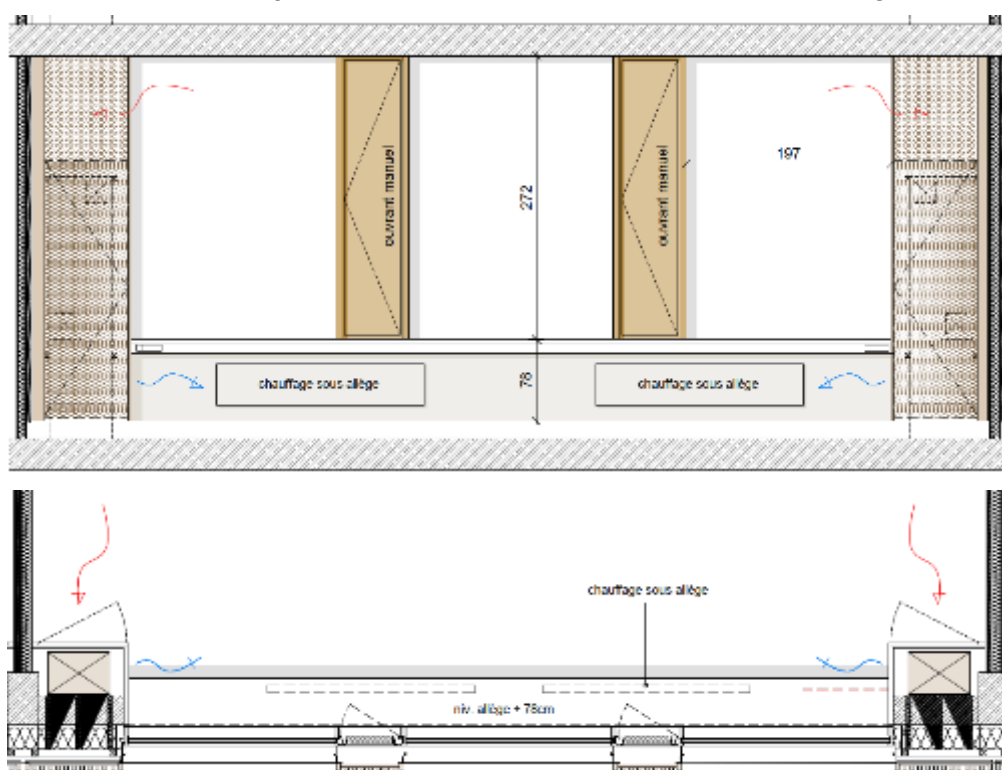 197
ouvrant manuel
272
ouvrant manuel
chauffage sous allège
78
chauffage sous allège
chauffage sous allège
niv. allège + 78cm